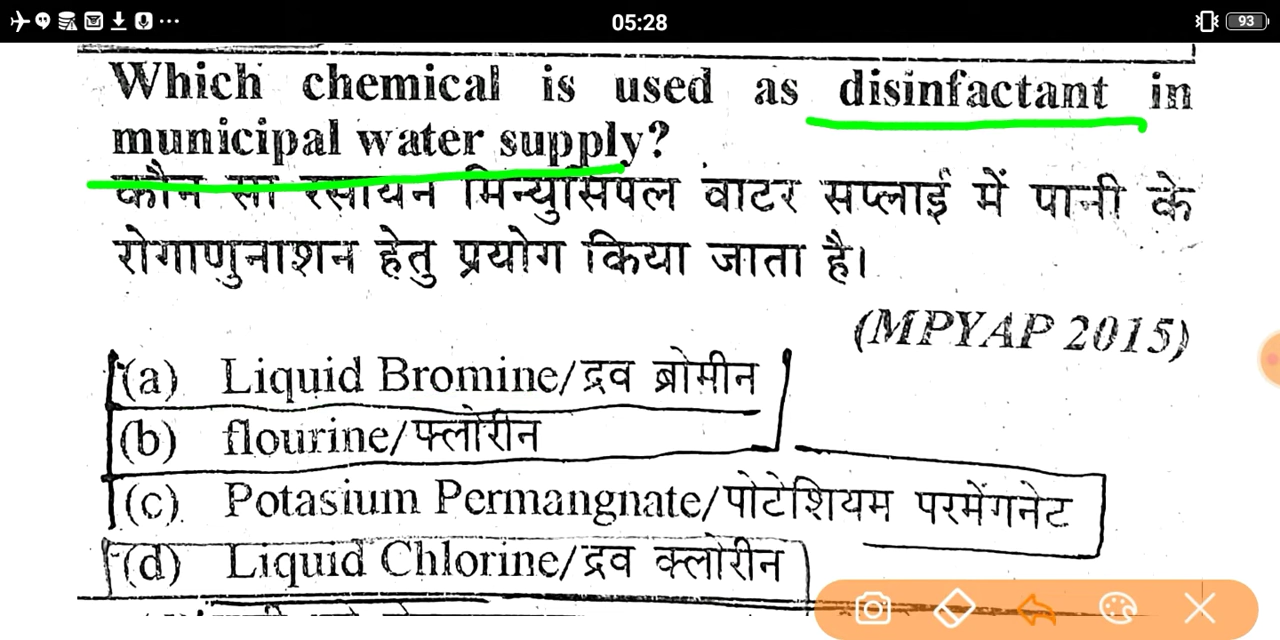 05:28
93
Which chemical is used as disinfactant in
municipal water supply?
कौन सा रसायन मिन्युसिपल वाटर सप्लाई में पानी के
रोगाणुनाशन हेतु प्रयोग किया जाता है।
(MPYAP 2015)
(a) Liquid Bromine/द्रव ब्रोमीन
(b) flourine/फ्लोरीन
(c) Potasium Permangnate/पोटेशियम परमेंगनेट
(d) Liquid Chlorine/द्रव क्लोरीन